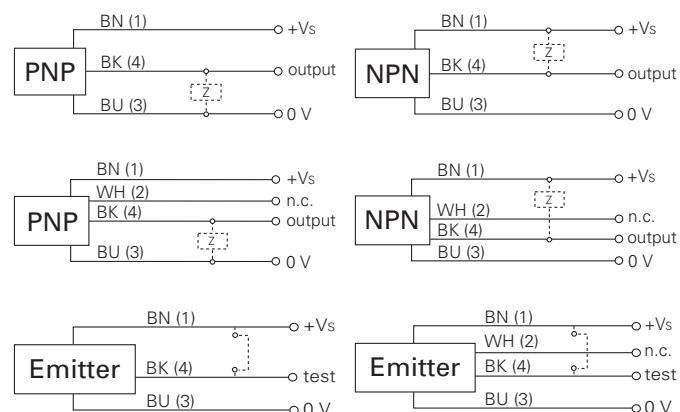 BN (1)
+Vs
PNP
BK (4)
output
Z
BU (3)
0 V
BN (1)
+Vs
Z
NPN
BK (4)
output
BU (3)
0 V
BN (1)
+Vs
WH (2)
n.c.
PNP
BK (4)
output
Z
BU (3)
0 V
BN (1)
+Vs
Z
NPN
WH (2)
n.c.
BK (4)
output
BU (3)
0 V
BN (1)
+Vs
Emitter
BK (4)
test
BU (3)
0 V
BN (1)
+Vs
WH (2)
n.c.
Emitter
BK (4)
test
BU (3)
0 V